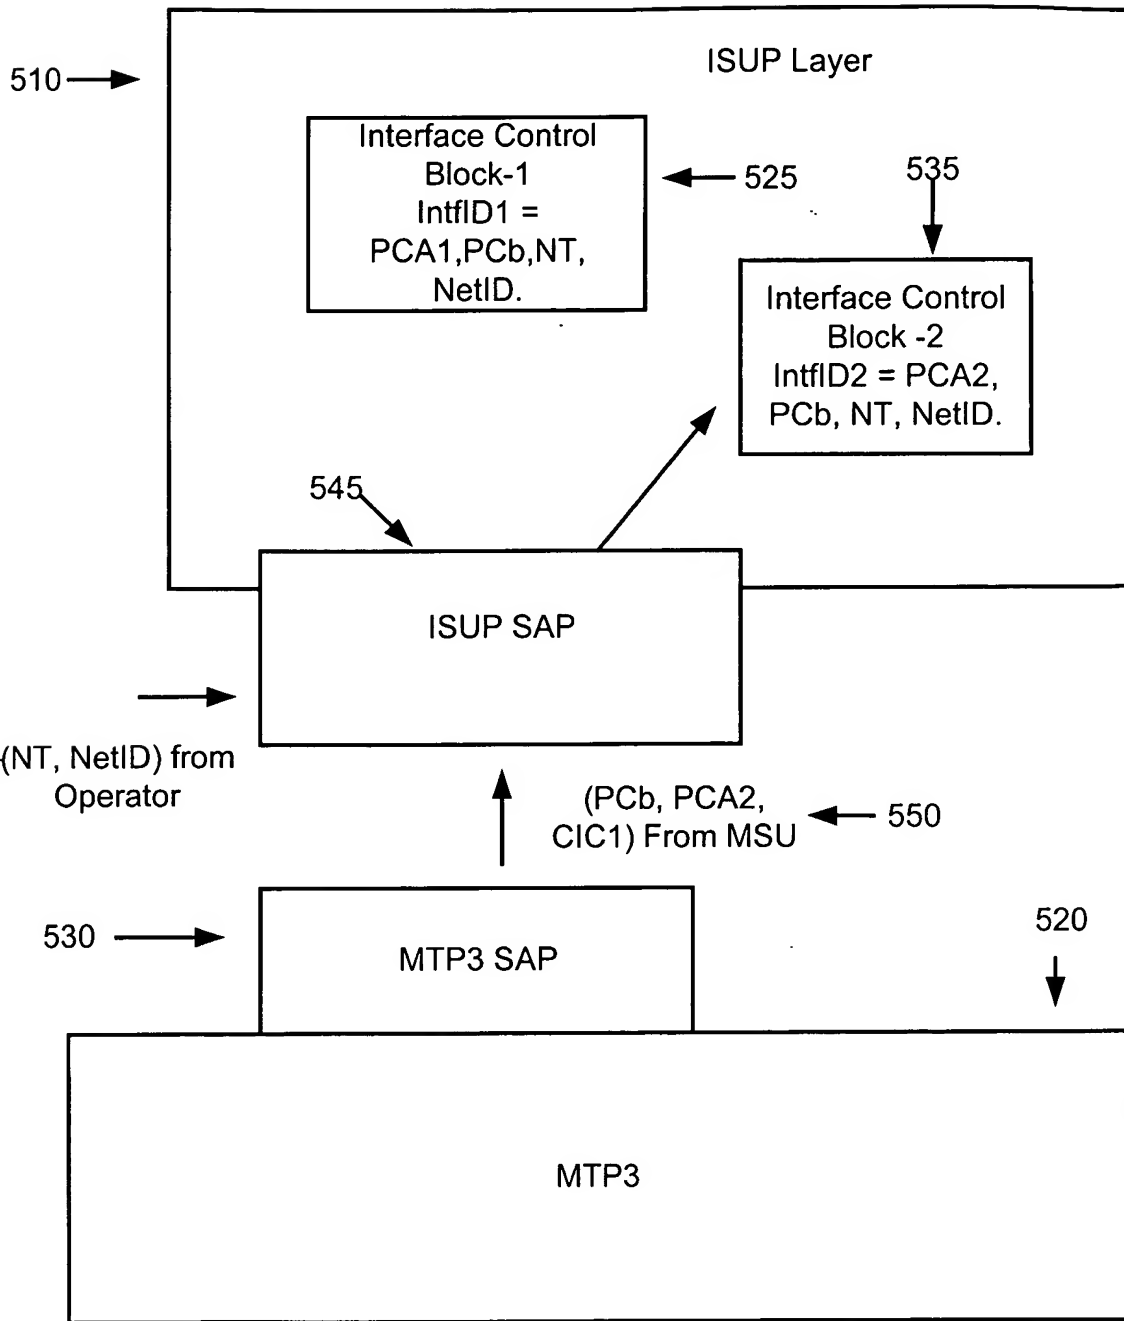 ISUP Layer
510
Interface Control
Block-1
IntfID1 =
PCA1,PCb,NT,
NetID.
525
535
Interface Control
Block -2
IntfID2 = PCA2,
PCb, NT, NetID.
545
ISUP SAP
(NT, NetID) from
Operator
(PCb, PCA2,
CIC1) From MSU
550
530
MTP3 SAP
520
MTP3